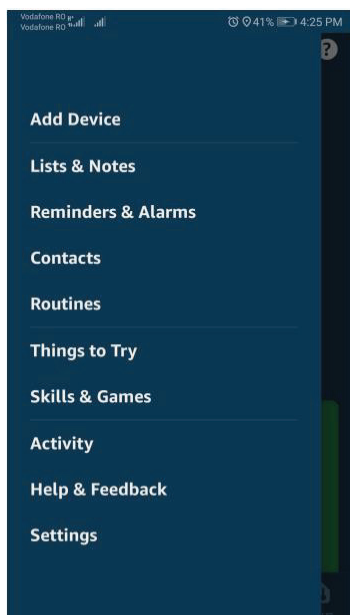 Vodafone RO
Vodafone RO
41% 4:25 PM
?
Add Device
Lists & Notes
Reminders & Alarms
Contacts
Routines
Things to Try
Skills & Games
Activity
Help & Feedback
Settings